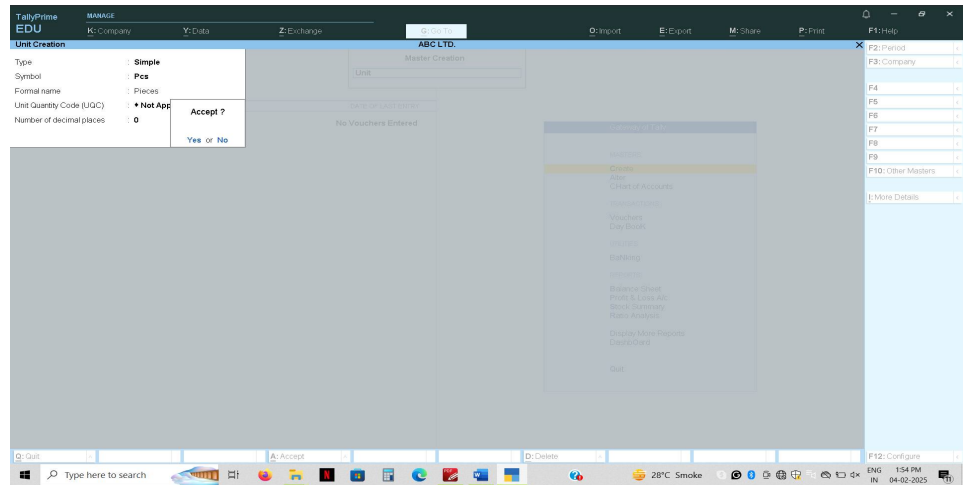 TallyPrime
EDU
MANAGE
K: Company
Y: Data
Z: Exchange
G: Go To
O: Import
E: Export
M: Share
P: Print
F1: Help
Unit Creation
ABC LTD.
Type : Simple
Symbol : Pcs
Formal name : Pieces
Unit Quantity Code (UQC) : ♦ Not App
Number of decimal places : 0
Accept ?
Yes or No
Master Creation
Unit
No Vouchers Entered
Create
Alter
Chart of Accounts
Vouchers
Day Book
Banking
Balance Sheet
Profit & Loss A/c
Stock Summary
Ratio Analysis
Display More Reports
Dashboard
Quit
F2: Period
F3: Company
F4
F5
F6
F7
F8
F9
F10: Other Masters
I: More Details
F12: Configure
Q: Quit
A: Accept
D: Delete
Type here to search
28°C Smoke
ENG
IN
1:54 PM
04-02-2025